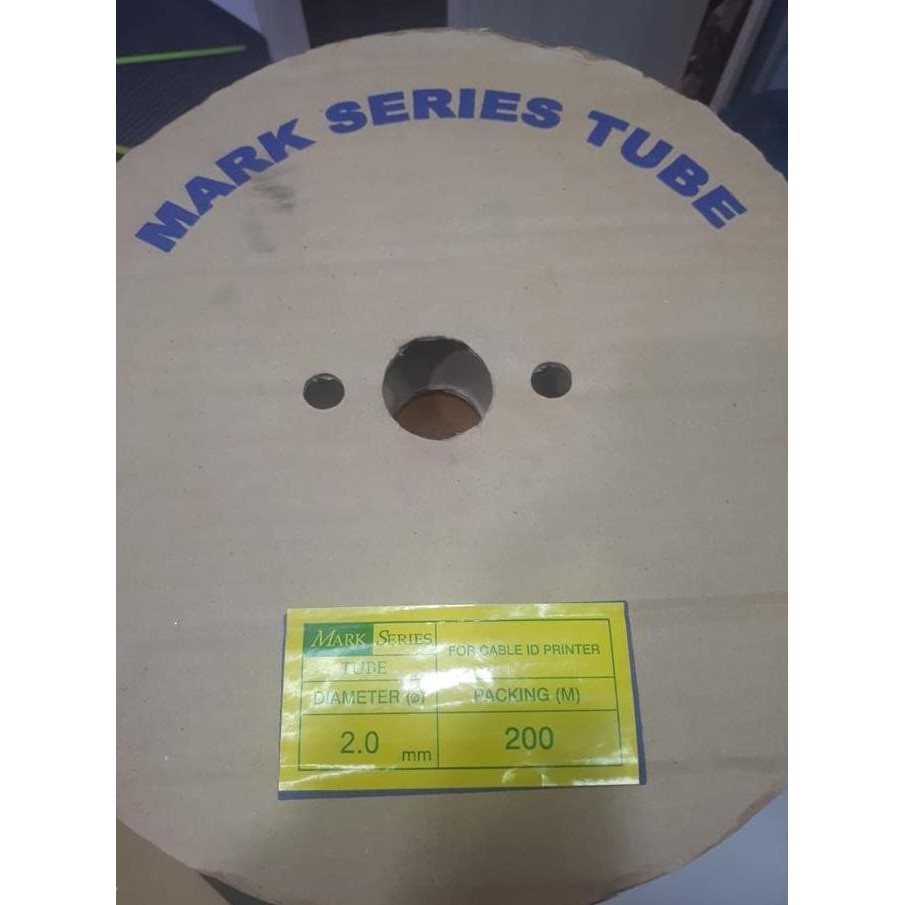 MARK SERIES TUBE
MARK SERIES
TUBE
FOR CABLE ID PRINTER
DIAMETER (ø)
PACKING (M)
2.0 mm
200